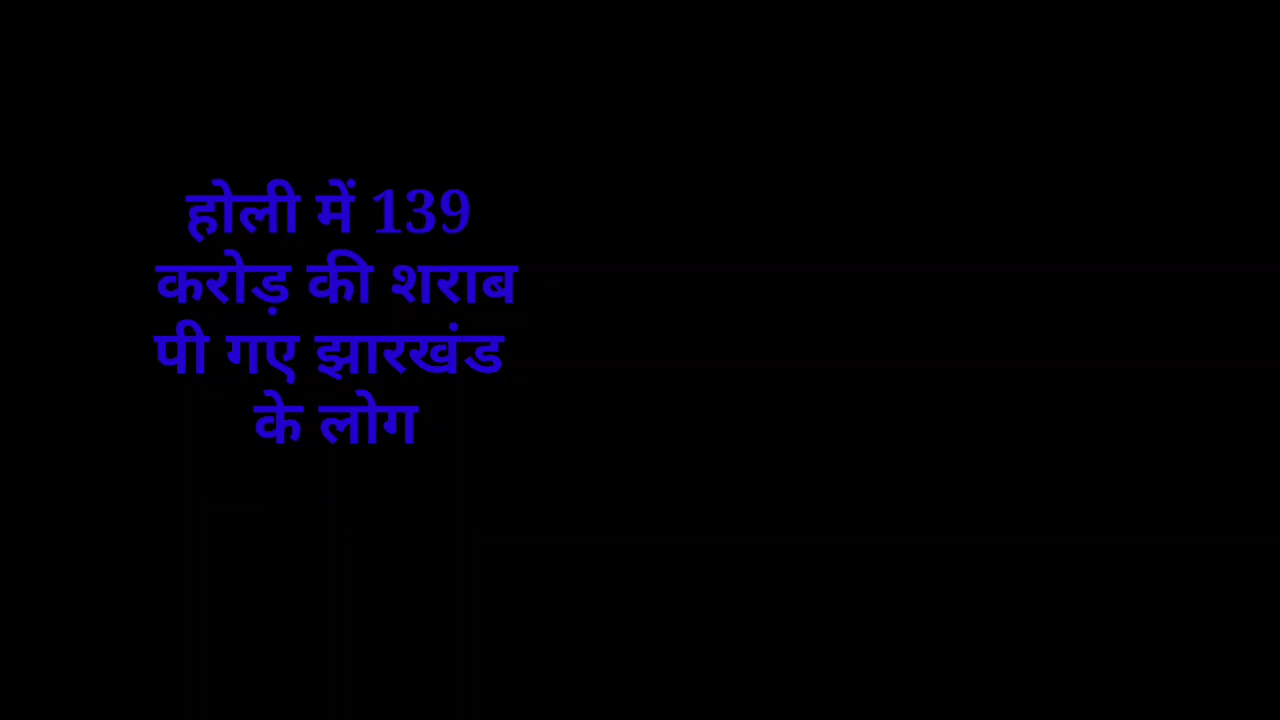 होली में 139
करोड़ की शराब
पी गए झारखंड
के लोग